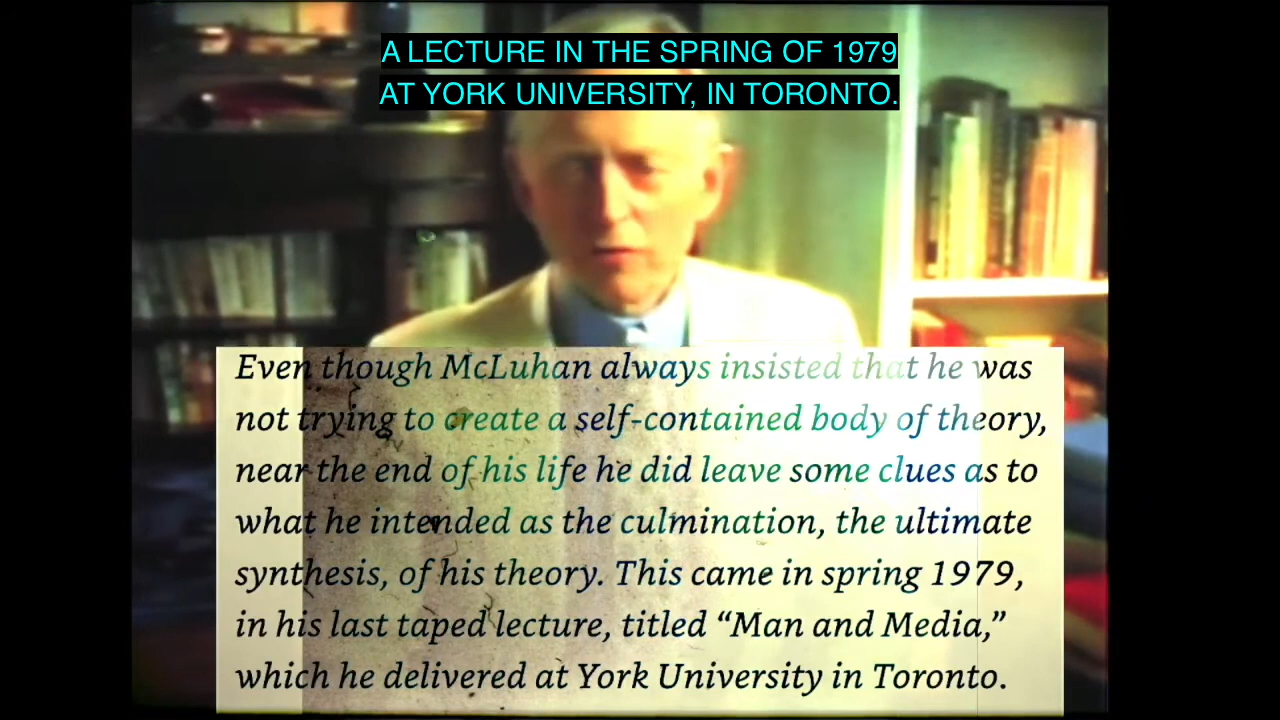 A LECTURE IN THE SPRING OF 1979
AT YORK UNIVERSITY, IN TORONTO.
Even though McLuhan always insisted that he was
not trying to create a self-contained body of theory,
near the end of his life he did leave some clues as to
what he intended as the culmination, the ultimate
synthesis, of his theory. This came in spring 1979,
in his last taped lecture, titled “Man and Media,”
which he delivered at York University in Toronto.